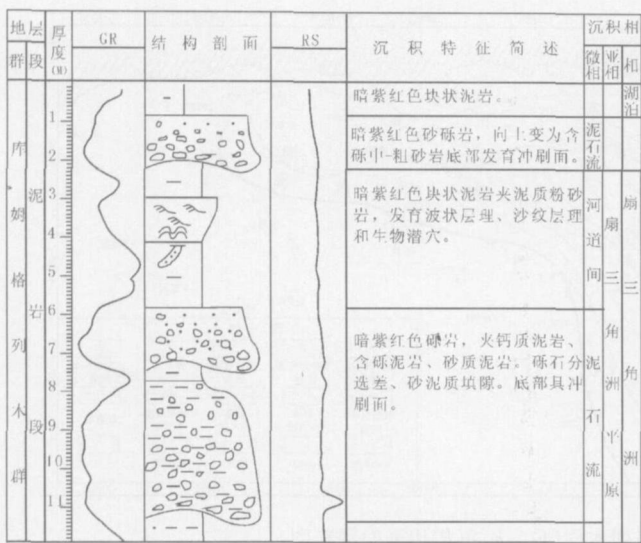 地层
群段
厚度(M)
GR
结构剖面
RS
沉积特征简述
沉积相
微相
亚相
相
1
2
3
4
5
6
7
8
9
10
11
库姆格列木群
泥岩段
暗紫红色块状泥岩。
暗紫红色砂砾岩，向上变为含
砾中-粗砂岩底部发育冲刷面。
暗紫红色块状泥岩夹泥质粉砂
岩，发育波状层理、沙纹层理
和生物潜穴。
暗紫红色砾岩，夹钙质泥岩、
含砾泥岩、砂质泥岩。砾石分
选差、砂泥质填隙。底部具冲
刷面。
泥石流
河道间
泥石流
扇三角洲平原
湖泊
扇三角洲